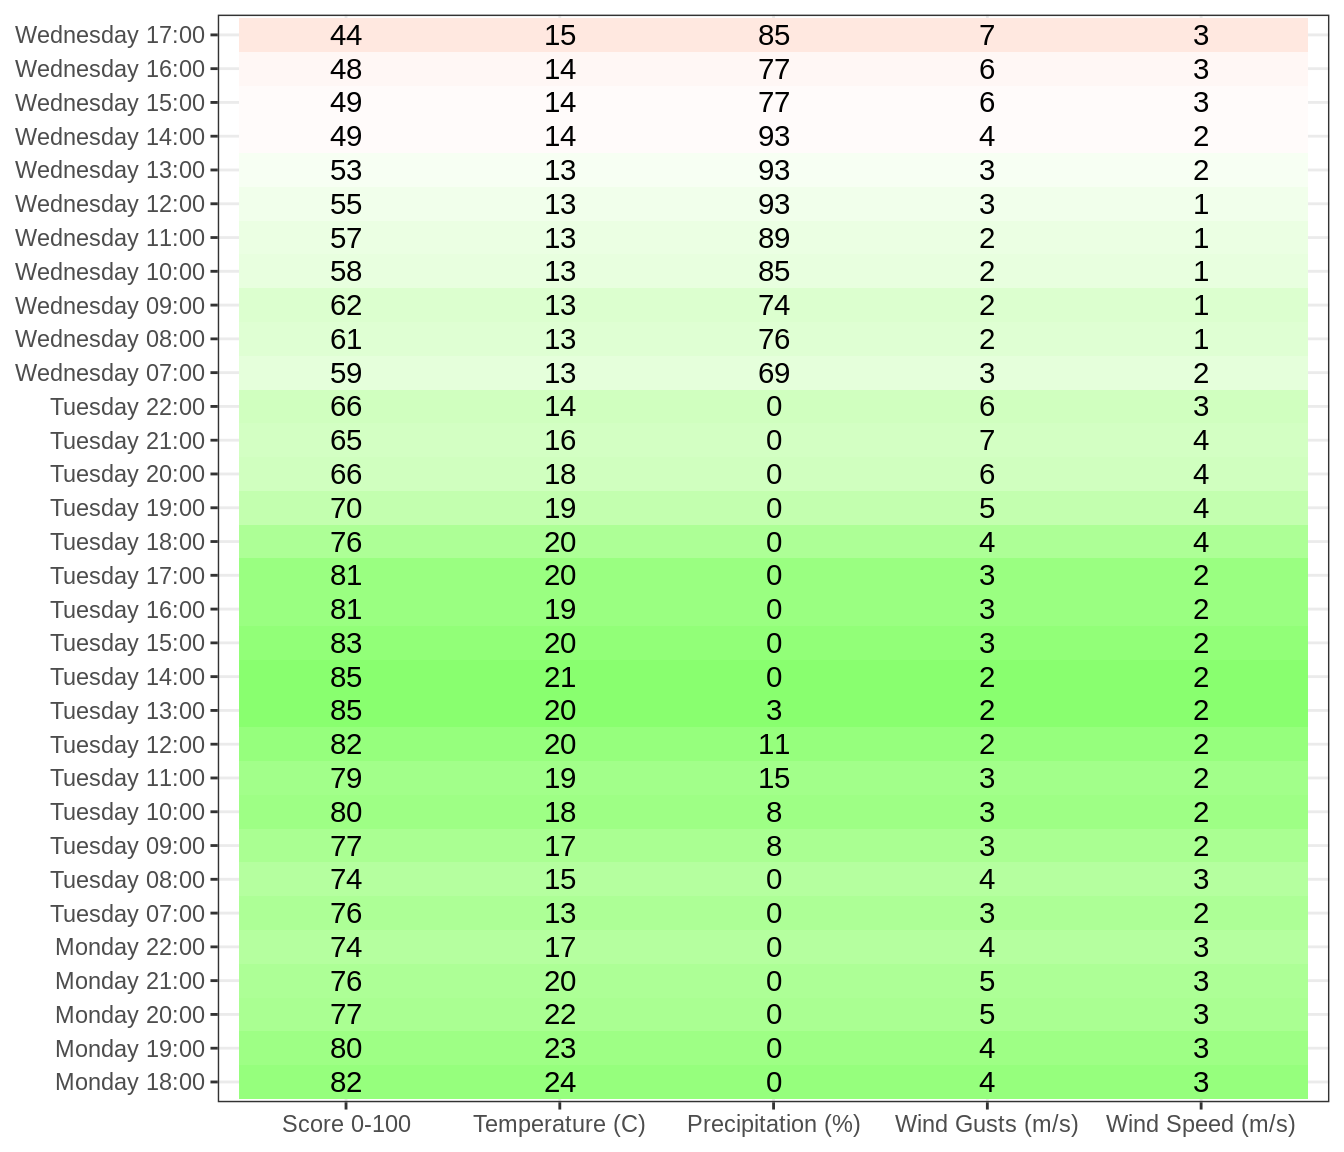 Wednesday 17:00 44 15 85 7 3
Wednesday 16:00 48 14 77 6 3
Wednesday 15:00 49 14 77 6 3
Wednesday 14:00 49 14 93 4 2
Wednesday 13:00 53 13 93 3 2
Wednesday 12:00 55 13 93 3 1
Wednesday 11:00 57 13 89 2 1
Wednesday 10:00 58 13 85 2 1
Wednesday 09:00 62 13 74 2 1
Wednesday 08:00 61 13 76 2 1
Wednesday 07:00 59 13 69 3 2
Tuesday 22:00 66 14 0 6 3
Tuesday 21:00 65 16 0 7 4
Tuesday 20:00 66 18 0 6 4
Tuesday 19:00 70 19 0 5 4
Tuesday 18:00 76 20 0 4 4
Tuesday 17:00 81 20 0 3 2
Tuesday 16:00 81 19 0 3 2
Tuesday 15:00 83 20 0 3 2
Tuesday 14:00 85 21 0 2 2
Tuesday 13:00 85 20 3 2 2
Tuesday 12:00 82 20 11 2 2
Tuesday 11:00 79 19 15 3 2
Tuesday 10:00 80 18 8 3 2
Tuesday 09:00 77 17 8 3 2
Tuesday 08:00 74 15 0 4 3
Tuesday 07:00 76 13 0 3 2
Monday 22:00 74 17 0 4 3
Monday 21:00 76 20 0 5 3
Monday 20:00 77 22 0 5 3
Monday 19:00 80 23 0 4 3
Monday 18:00 82 24 0 4 3
Score 0-100 Temperature (C) Precipitation (%) Wind Gusts (m/s) Wind Speed (m/s)